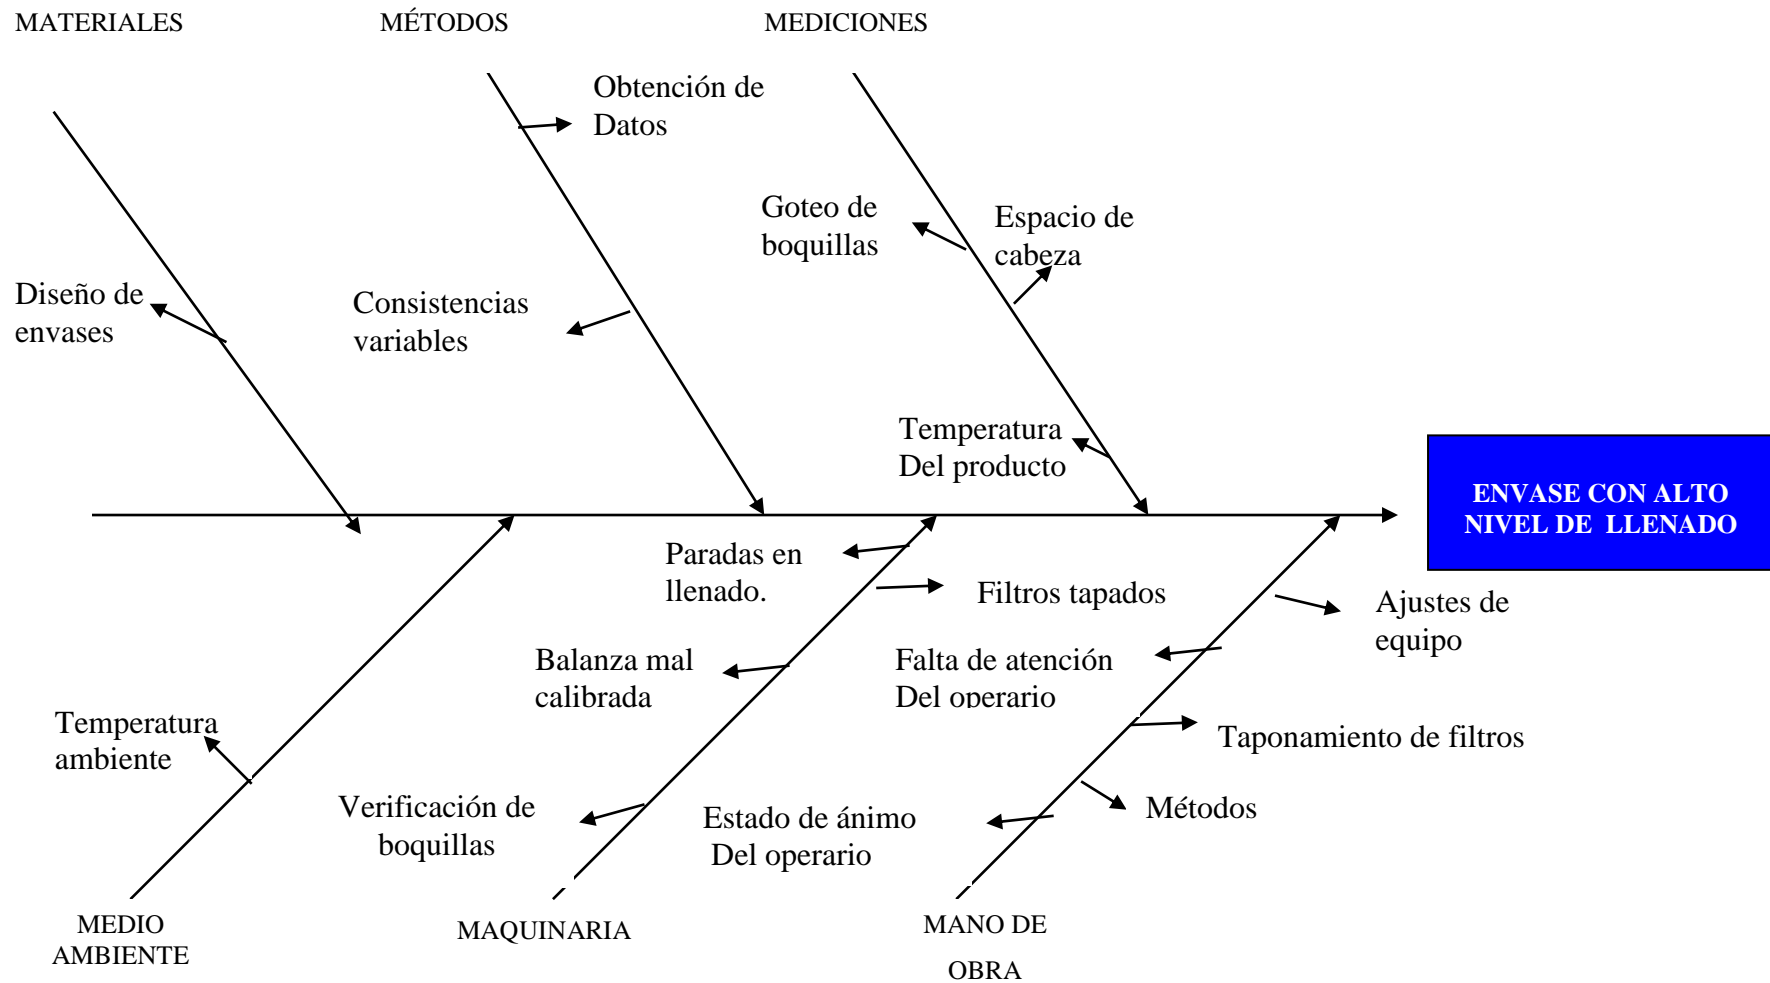 MATERIALES
MÉTODOS
MEDICIONES
Obtención de
Datos
Goteo de
boquillas
Espacio de
cabeza
Diseño de
envases
Consistencias
variables
Temperatura
Del producto
ENVASE CON ALTO
NIVEL DE LLENADO
Paradas en
llenado.
Filtros tapados
Ajustes de
equipo
Balanza mal
calibrada
Falta de atención
Del operario
Temperatura
ambiente
Taponamiento de filtros
Verificación de
boquillas
Estado de ánimo
Del operario
Métodos
MEDIO
AMBIENTE
MAQUINARIA
MANO DE
OBRA